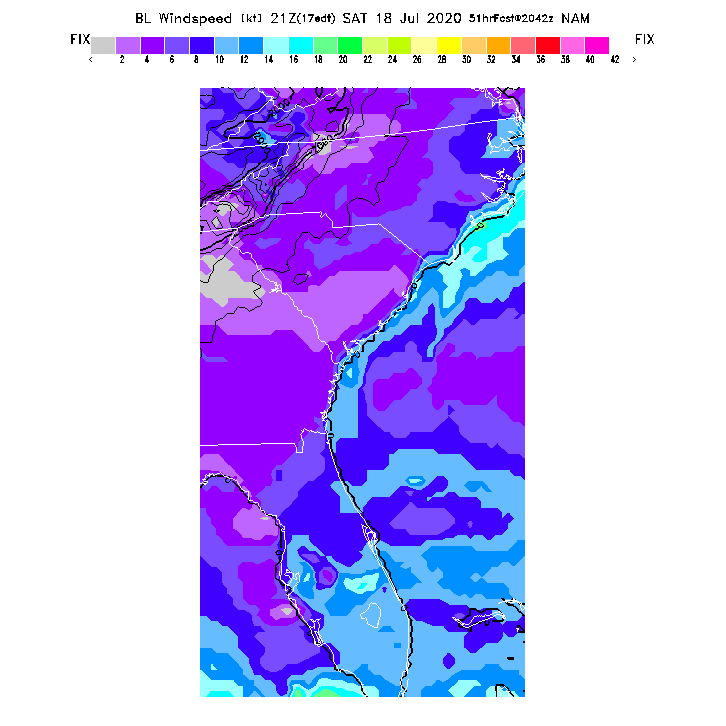 BL Windspeed [kt] 21Z(17edt) SAT 18 Jul 2020 51hrFcst@2042z NAM
FIX FIX
< 2 4 6 8 10 12 14 16 18 20 22 24 26 28 30 32 34 36 38 40 42 >